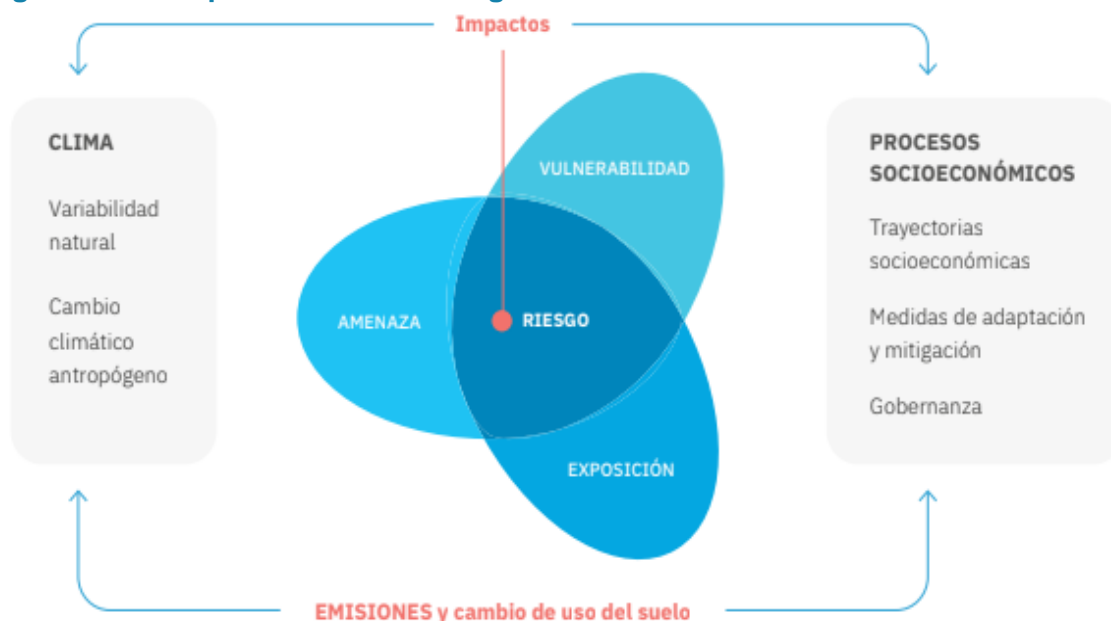 Impactos
CLIMA
Variabilidad
natural
Cambio
climático
antropógeno
VULNERABILIDAD
AMENAZA
RIESGO
EXPOSICIÓN
PROCESOS
SOCIOECONÓMICOS
Trayectorias
socioeconómicas
Medidas de adaptación
y mitigación
Gobernanza
EMISIONES y cambio de uso del suelo